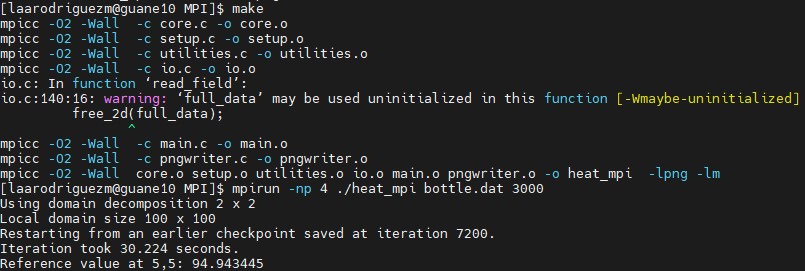 [laarodriguezm@guane10 MPI]$ make
mpicc -O2 -Wall  -c core.c -o core.o
mpicc -O2 -Wall  -c setup.c -o setup.o
mpicc -O2 -Wall  -c utilities.c -o utilities.o
mpicc -O2 -Wall  -c io.c -o io.o
io.c: In function ‘read_field’:
io.c:140:16: warning: ‘full_data’ may be used uninitialized in this function [-Wmaybe-uninitialized]
         free_2d(full_data);
                ^
mpicc -O2 -Wall  -c main.c -o main.o
mpicc -O2 -Wall  -c pngwriter.c -o pngwriter.o
mpicc -O2 -Wall  core.o setup.o utilities.o io.o main.o pngwriter.o -o heat_mpi  -lpng -lm
[laarodriguezm@guane10 MPI]$ mpirun -np 4 ./heat_mpi bottle.dat 3000
Using domain decomposition 2 x 2
Local domain size 100 x 100
Restarting from an earlier checkpoint saved at iteration 7200.
Iteration took 30.224 seconds.
Reference value at 5,5: 94.943445